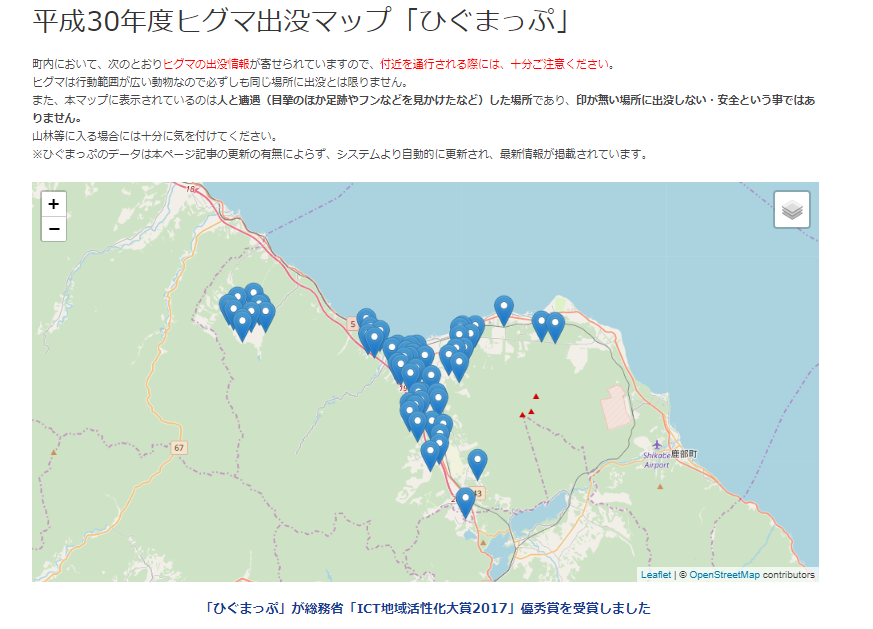 平成30年度ヒグマ出没マップ「ひぐまっぷ」
町内において、次のとおりヒグマの出没情報が寄せられていますので、付近を通行される際には、十分ご注意ください。
ヒグマは行動範囲が広い動物なので必ずしも同じ場所に出没とは限りません。
また、本マップに表示されているのは人と遭遇（目撃のほか足跡やフンなどを見かけたなど）した場所であり、印が無い場所に出没しない・安全という事ではあ
りません。
山林等に入る場合には十分に気を付けてください。
※ひぐまっぷのデータは本ページ記事の更新の有無によらず、システムより自動的に更新され、最新情報が掲載されています。
+
−
5
67
43
Shikabe
Airport
鹿部町
Leaflet | © OpenStreetMap contributors
「ひぐまっぷ」が総務省「ICT地域活性化大賞2017」優秀賞を受賞しました